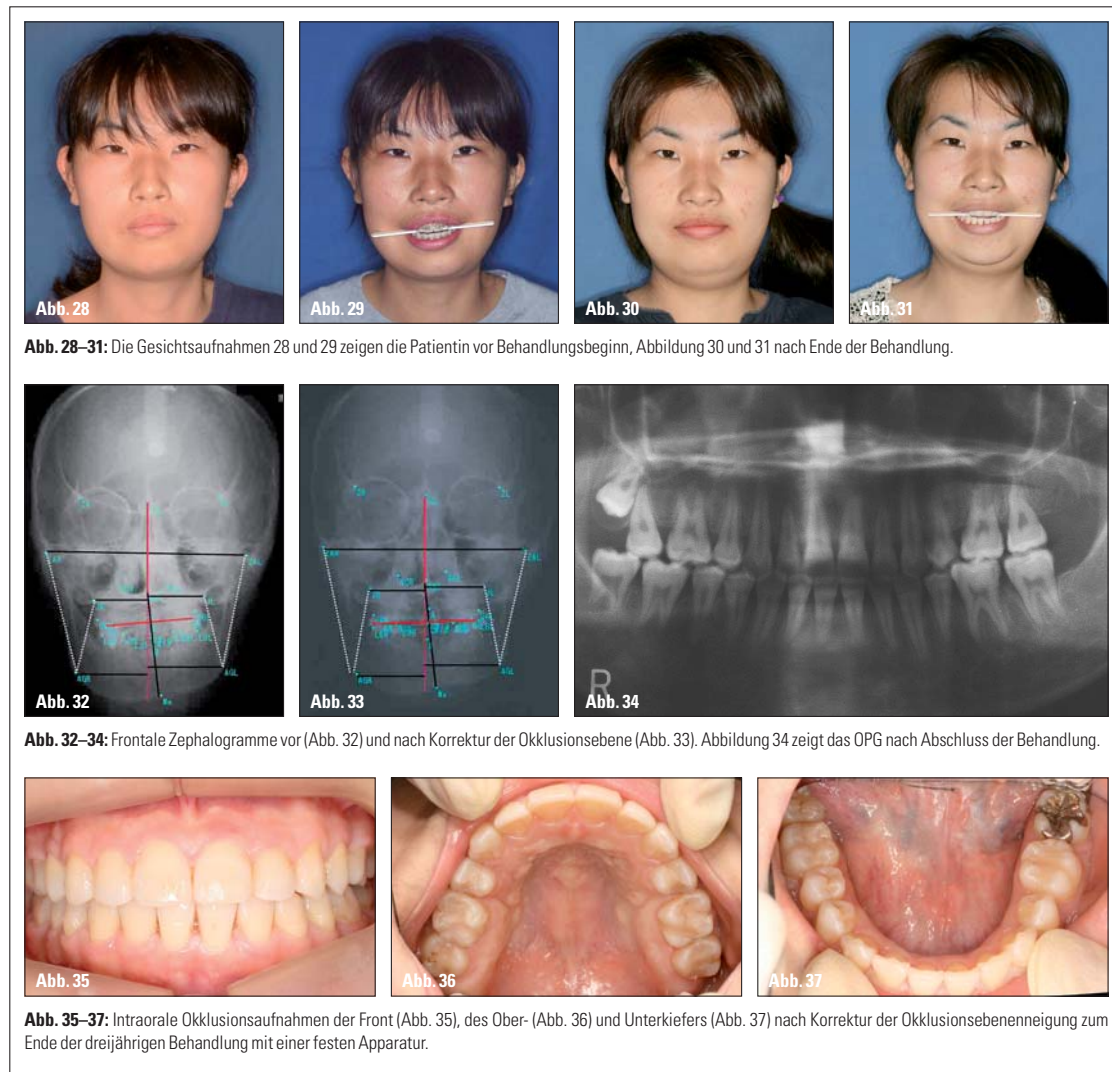 Abb. 28
Abb. 29
Abb. 30
Abb. 31
Abb. 28–31: Die Gesichtsaufnahmen 28 und 29 zeigen die Patientin vor Behandlungsbeginn, Abbildung 30 und 31 nach Ende der Behandlung.
Abb. 32
Abb. 33
R
Abb. 34
Abb. 32–34: Frontale Zephalogramme vor (Abb. 32) und nach Korrektur der Okklusionsebene (Abb. 33). Abbildung 34 zeigt das OPG nach Abschluss der Behandlung.
Abb. 35
Abb. 36
Abb. 37
Abb. 35–37: Intraorale Okklusionsaufnahmen der Front (Abb. 35), des Ober- (Abb. 36) und Unterkiefers (Abb. 37) nach Korrektur der Okklusionsebenenneigung zum
Ende der dreijährigen Behandlung mit einer festen Apparatur.